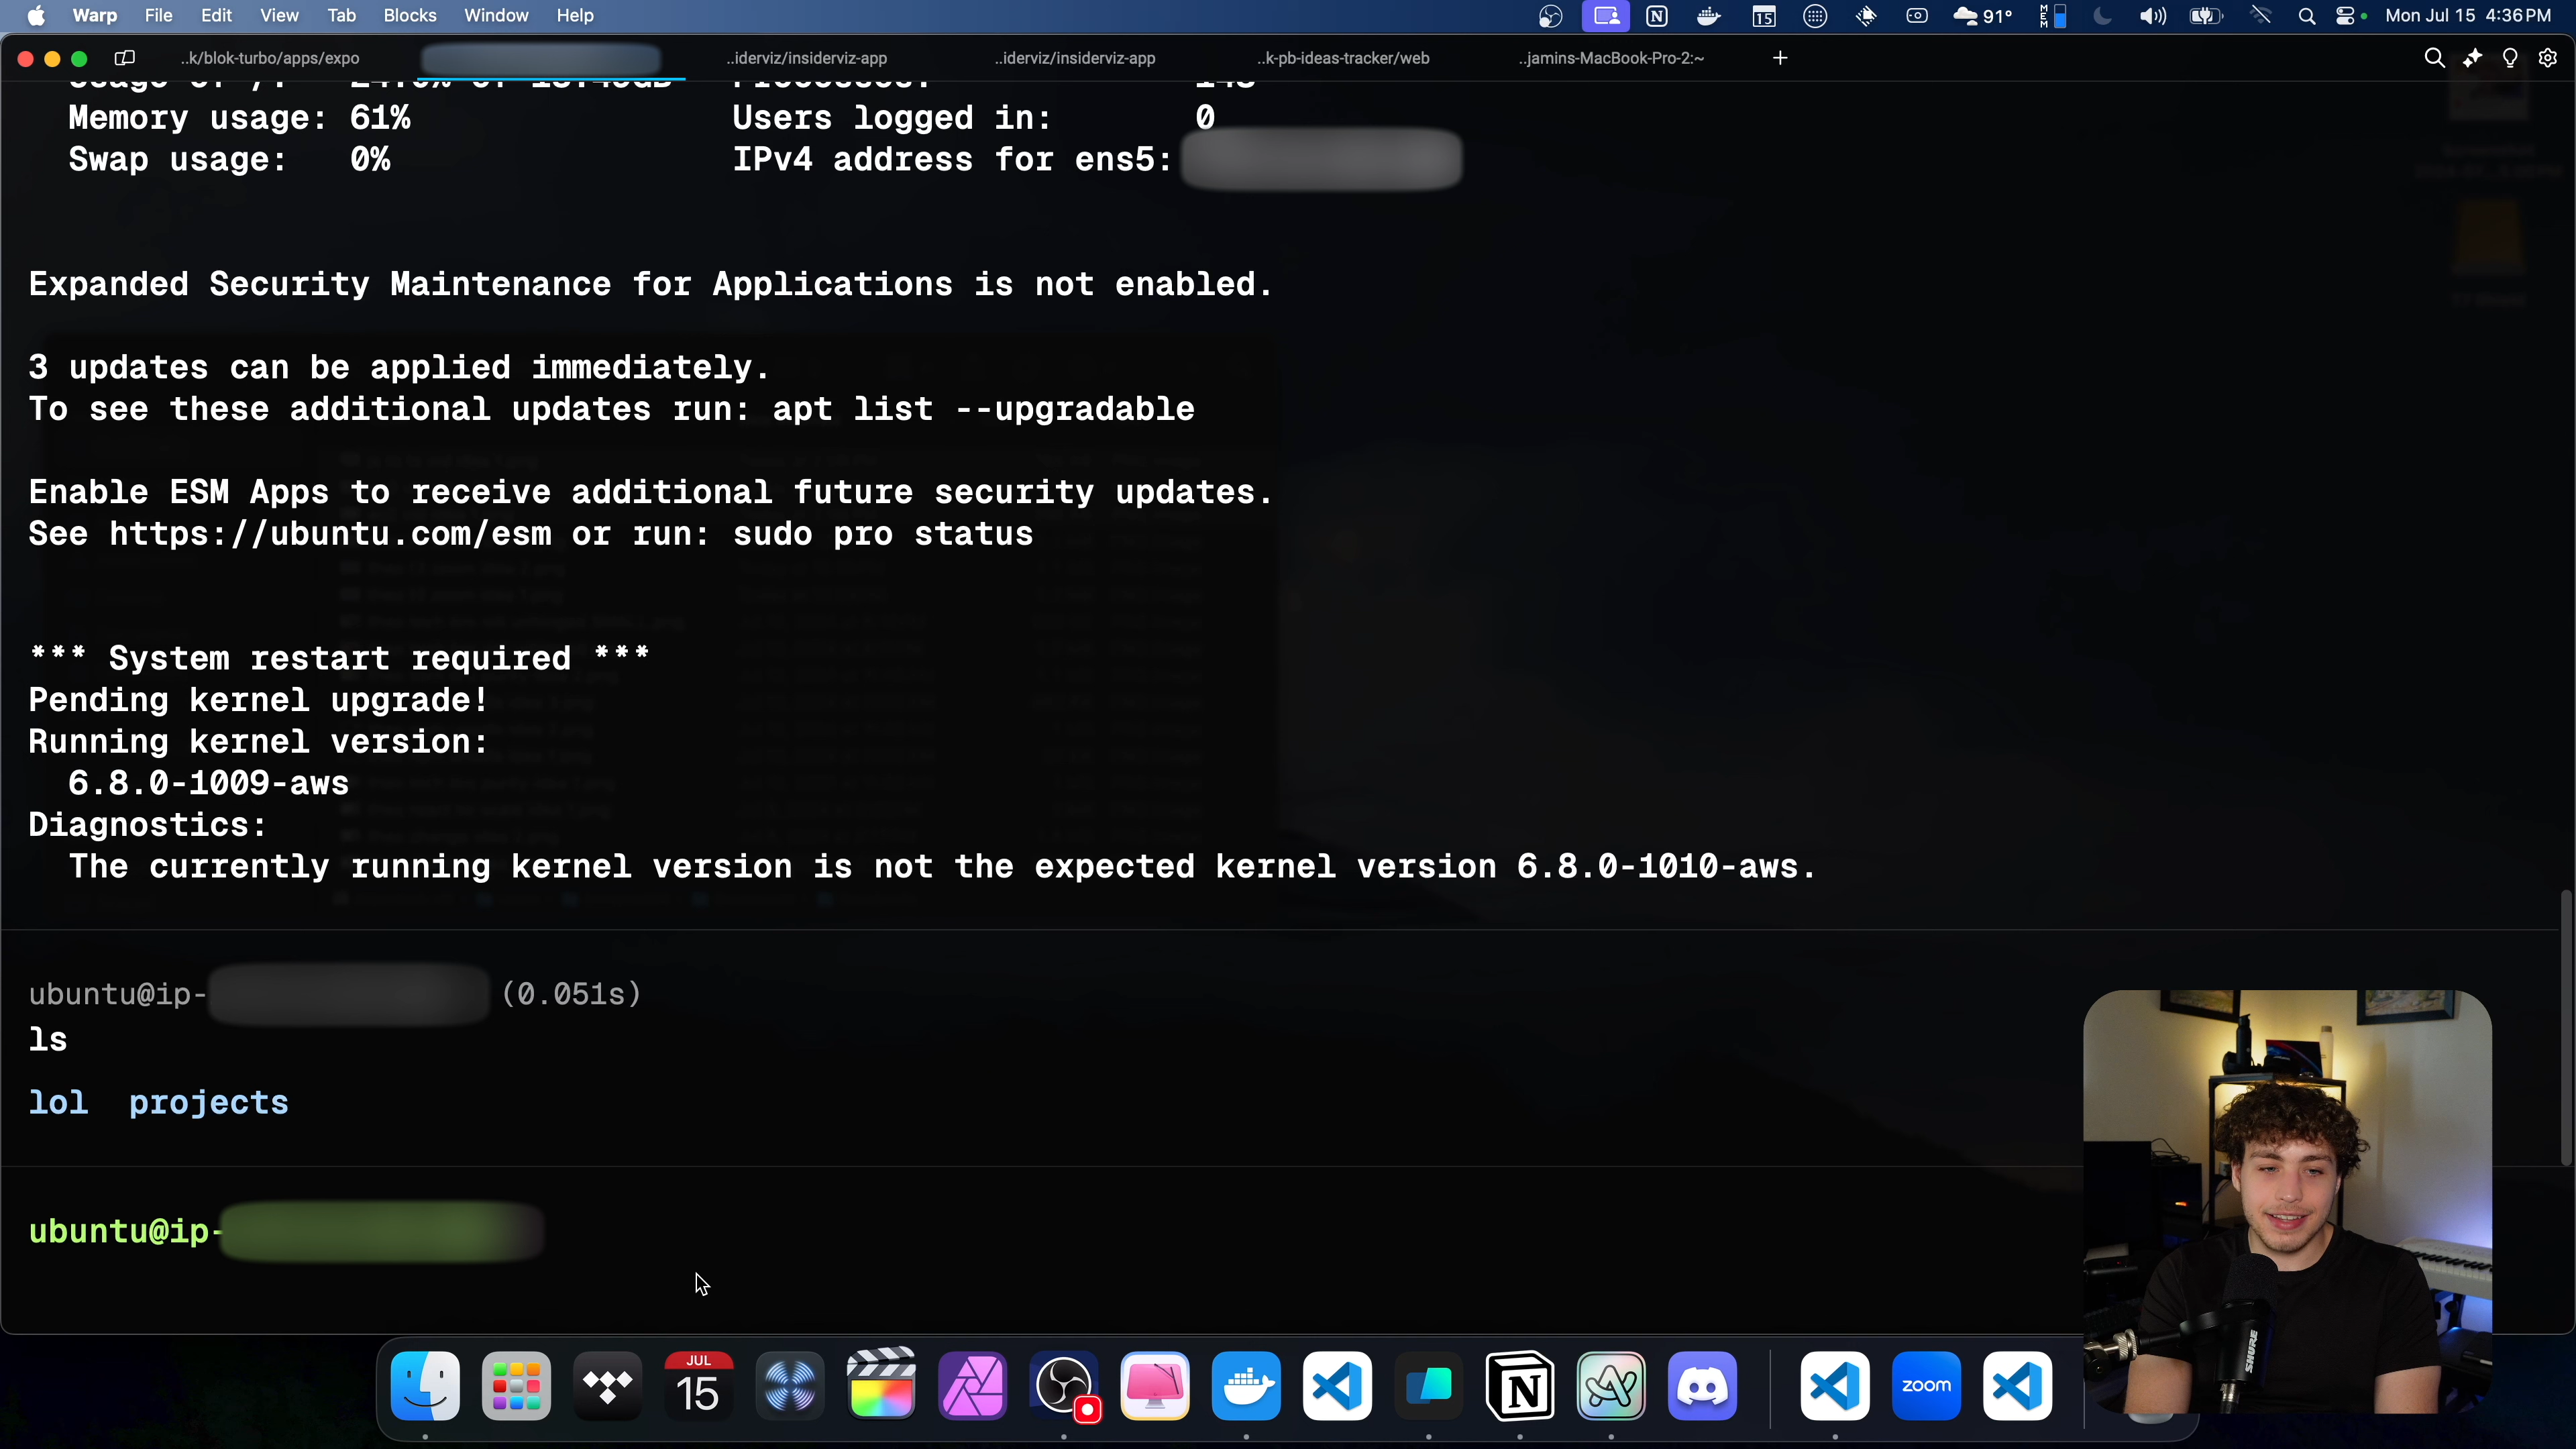 Warp File Edit View Tab Blocks Window Help
N 15 91° MEM Mon Jul 15 4:36 PM
..k/blok-turbo/apps/expo ..iderviz/insiderviz-app ..iderviz/insiderviz-app ..k-pb-ideas-tracker/web ..jamins-MacBook-Pro-2:~ +
Memory usage: 61% Users logged in: 0
Swap usage: 0% IPv4 address for ens5:
Expanded Security Maintenance for Applications is not enabled.
3 updates can be applied immediately.
To see these additional updates run: apt list --upgradable
Enable ESM Apps to receive additional future security updates.
See https://ubuntu.com/esm or run: sudo pro status
*** System restart required ***
Pending kernel upgrade!
Running kernel version:
6.8.0-1009-aws
Diagnostics:
The currently running kernel version is not the expected kernel version 6.8.0-1010-aws.
ubuntu@ip- (0.051s)
ls
lol projects
ubuntu@ip-
SHURE
JUL
15
N
zoom